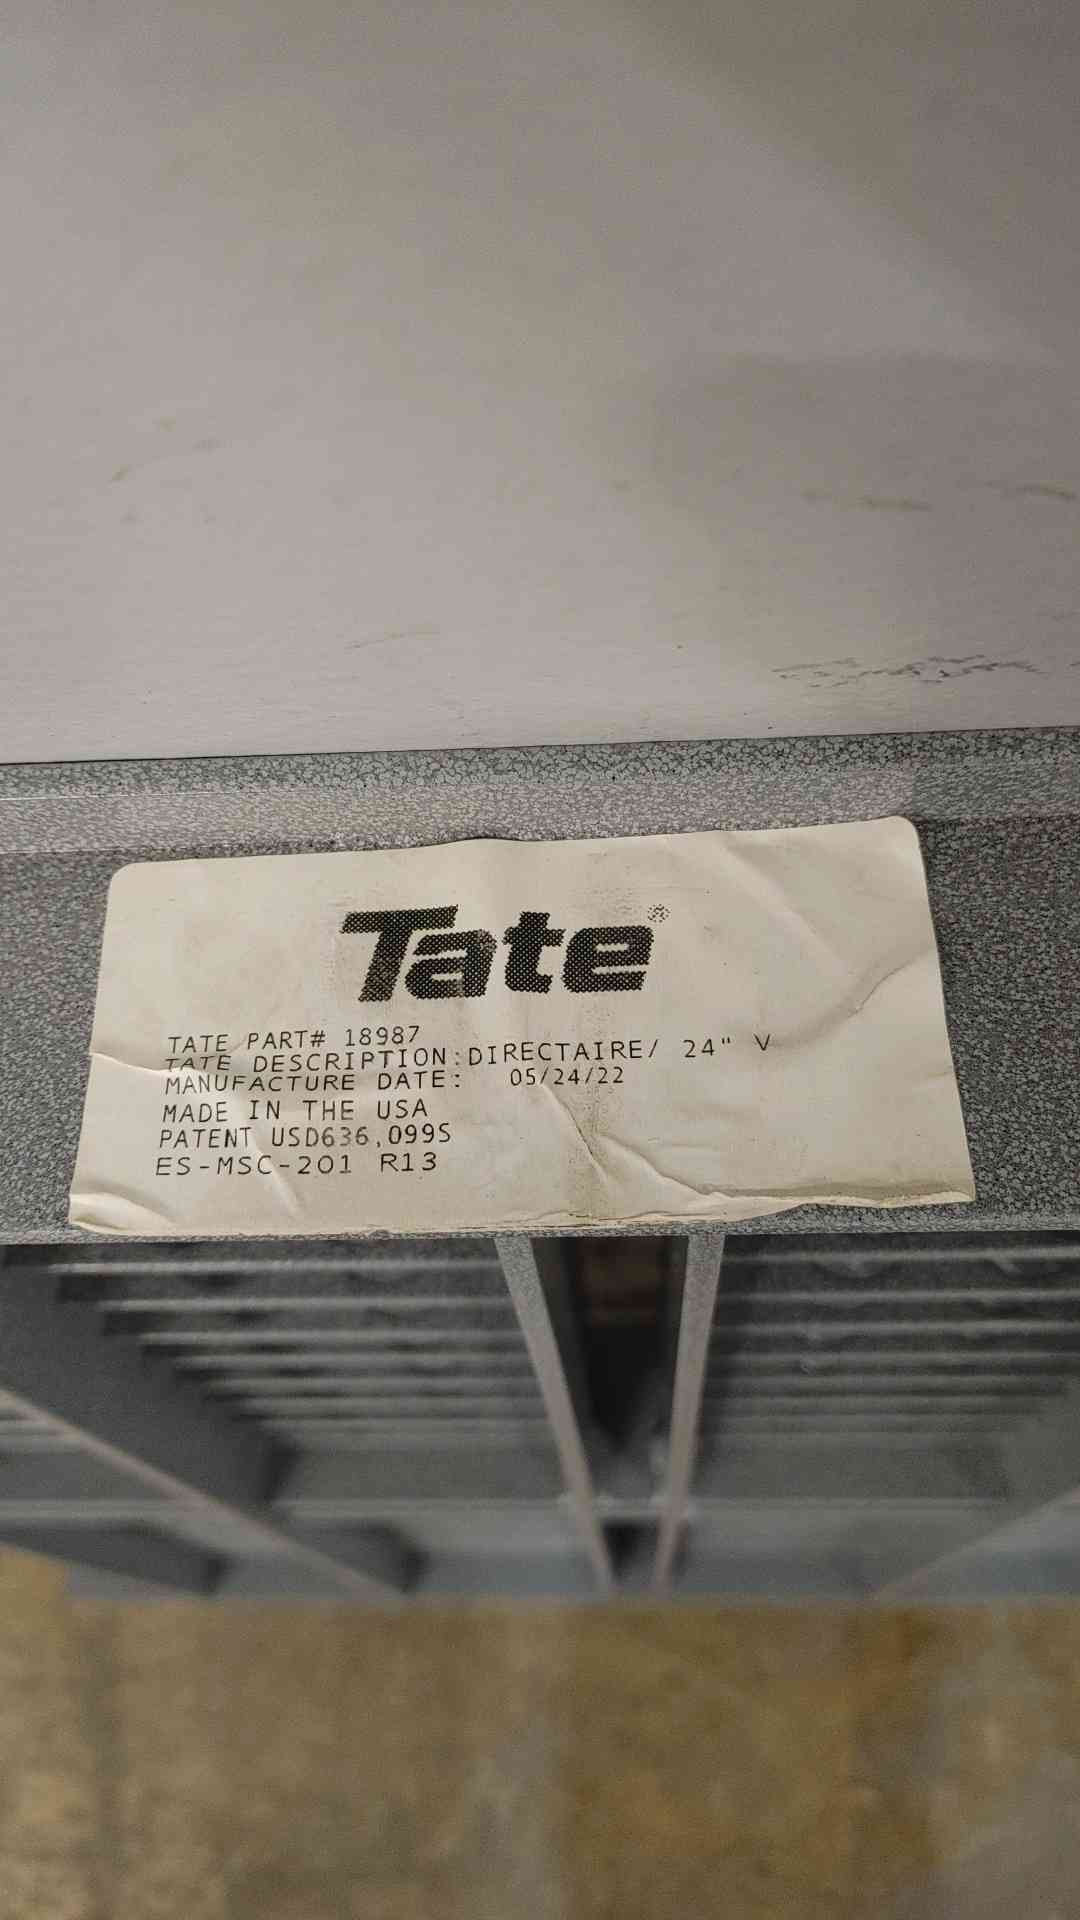 Tate®
TATE PART# 18987
TATE DESCRIPTION:DIRECTAIRE/ 24" V
MANUFACTURE DATE: 05/24/22
MADE IN THE USA
PATENT USD636,099S
ES-MSC-201 R13